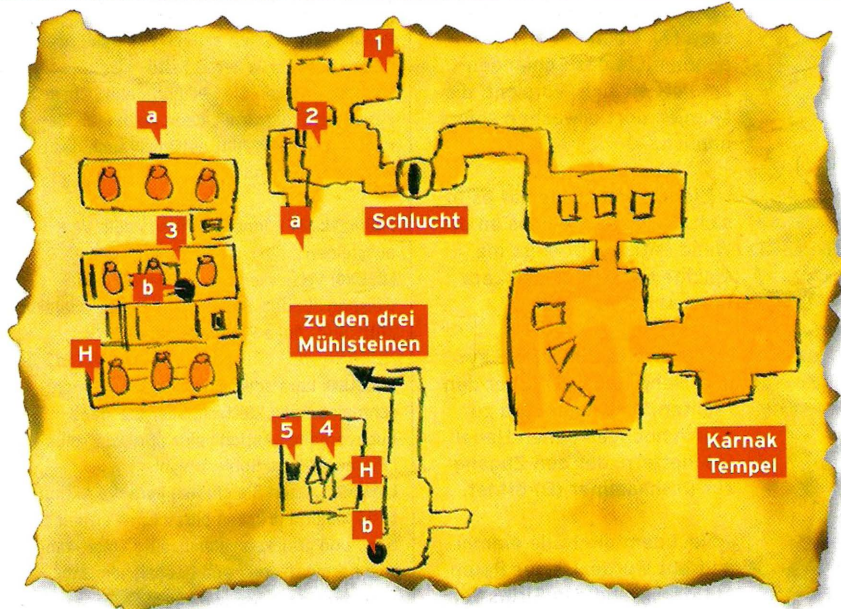 1
a
2
3
a
Schlucht
b
zu den drei
Mühlsteinen
H
5
4
H
Karnak
Tempel
b